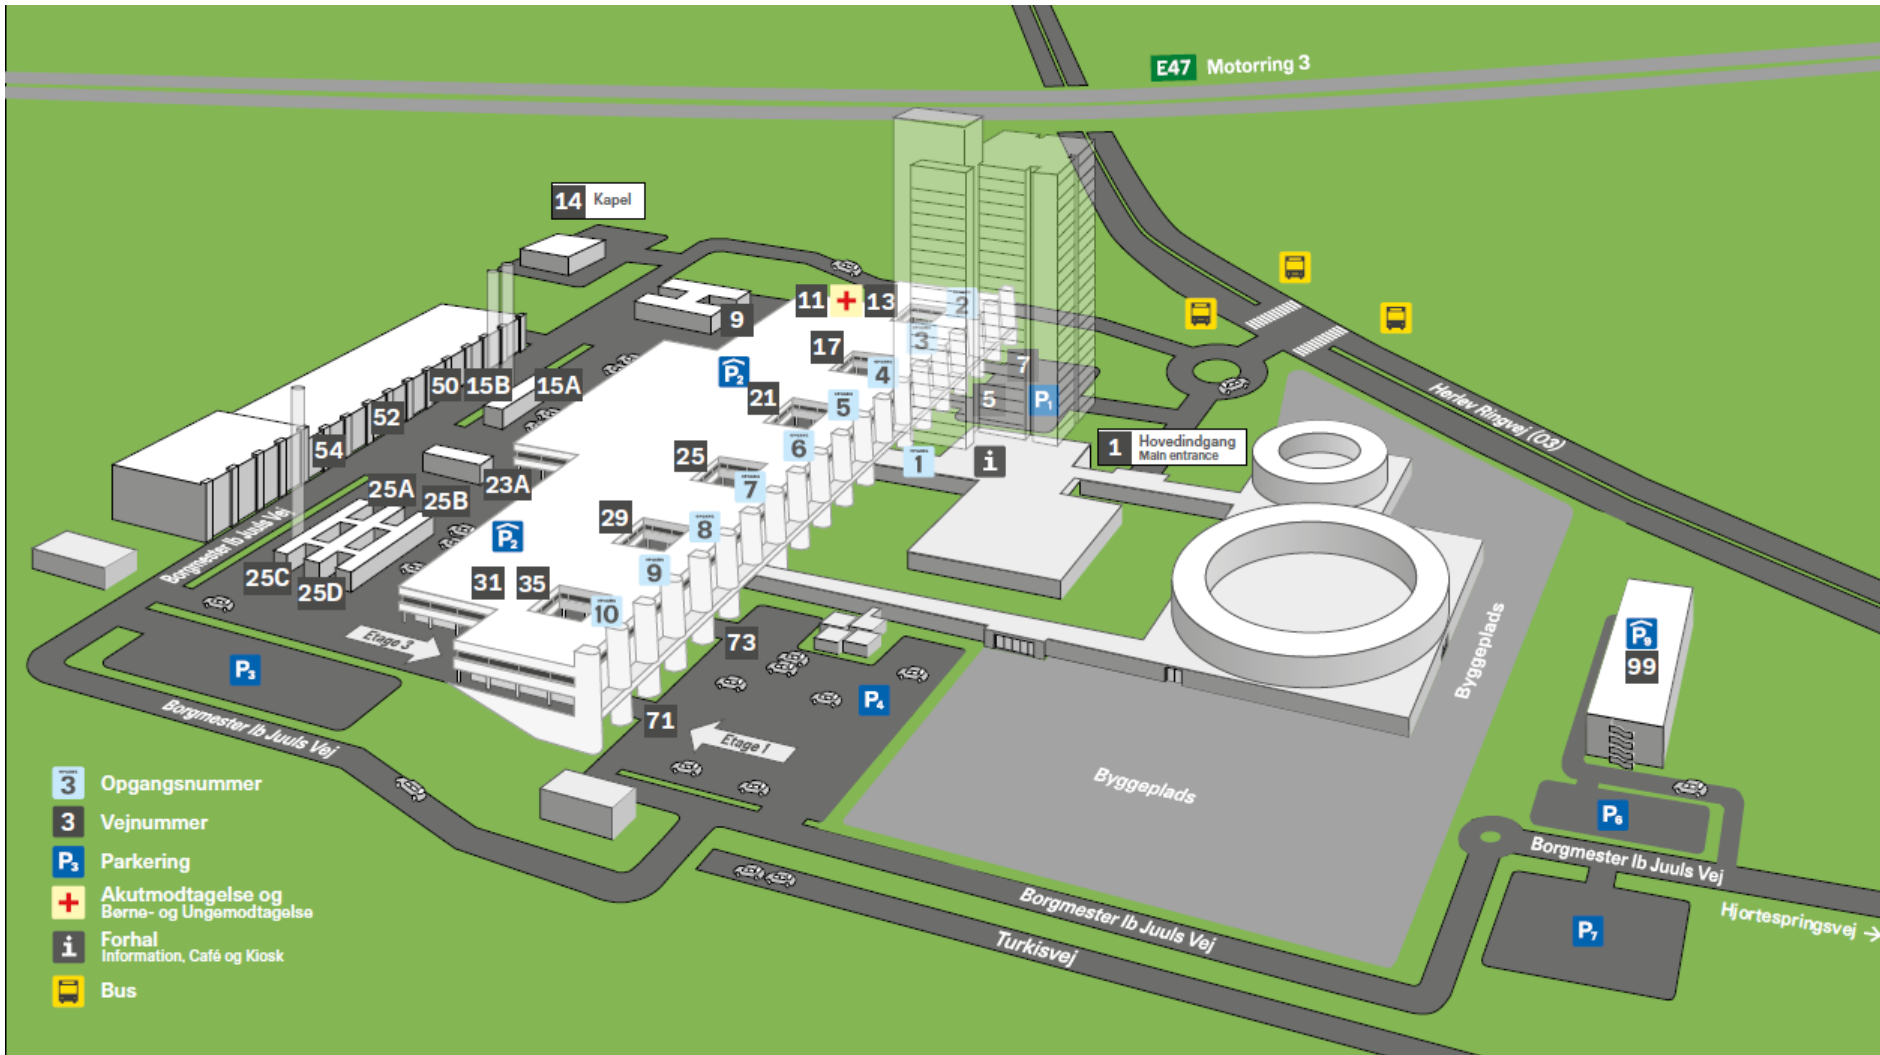 E47 Motorring 3
14 Kapel
11
13
2
9
3
17
7
P2
4
50
15B
15A
21
5
5
P1
52
6
1 Hovedindgang
Main entrance
Herlev Ringvej (O3)
54
25
1
i
25A
23A
7
25B
29
8
P2
Borgmester Ib Juuls Vej
25C
25D
31
35
9
10
Etage 3
73
Byggeplads
P9
99
P3
P4
Borgmester Ib Juuls Vej
71
Etage 1
Byggeplads
P6
Borgmester Ib Juuls Vej
Hjortespringsvej
P7
Borgmester Ib Juuls Vej
Turkisvej
3 Opgangsnummer
3 Vejnummer
P3 Parkering
Akutmodtagelse og
Børne- og Ungemodtagelse
i Forhal
Information, Café og Kiosk
Bus